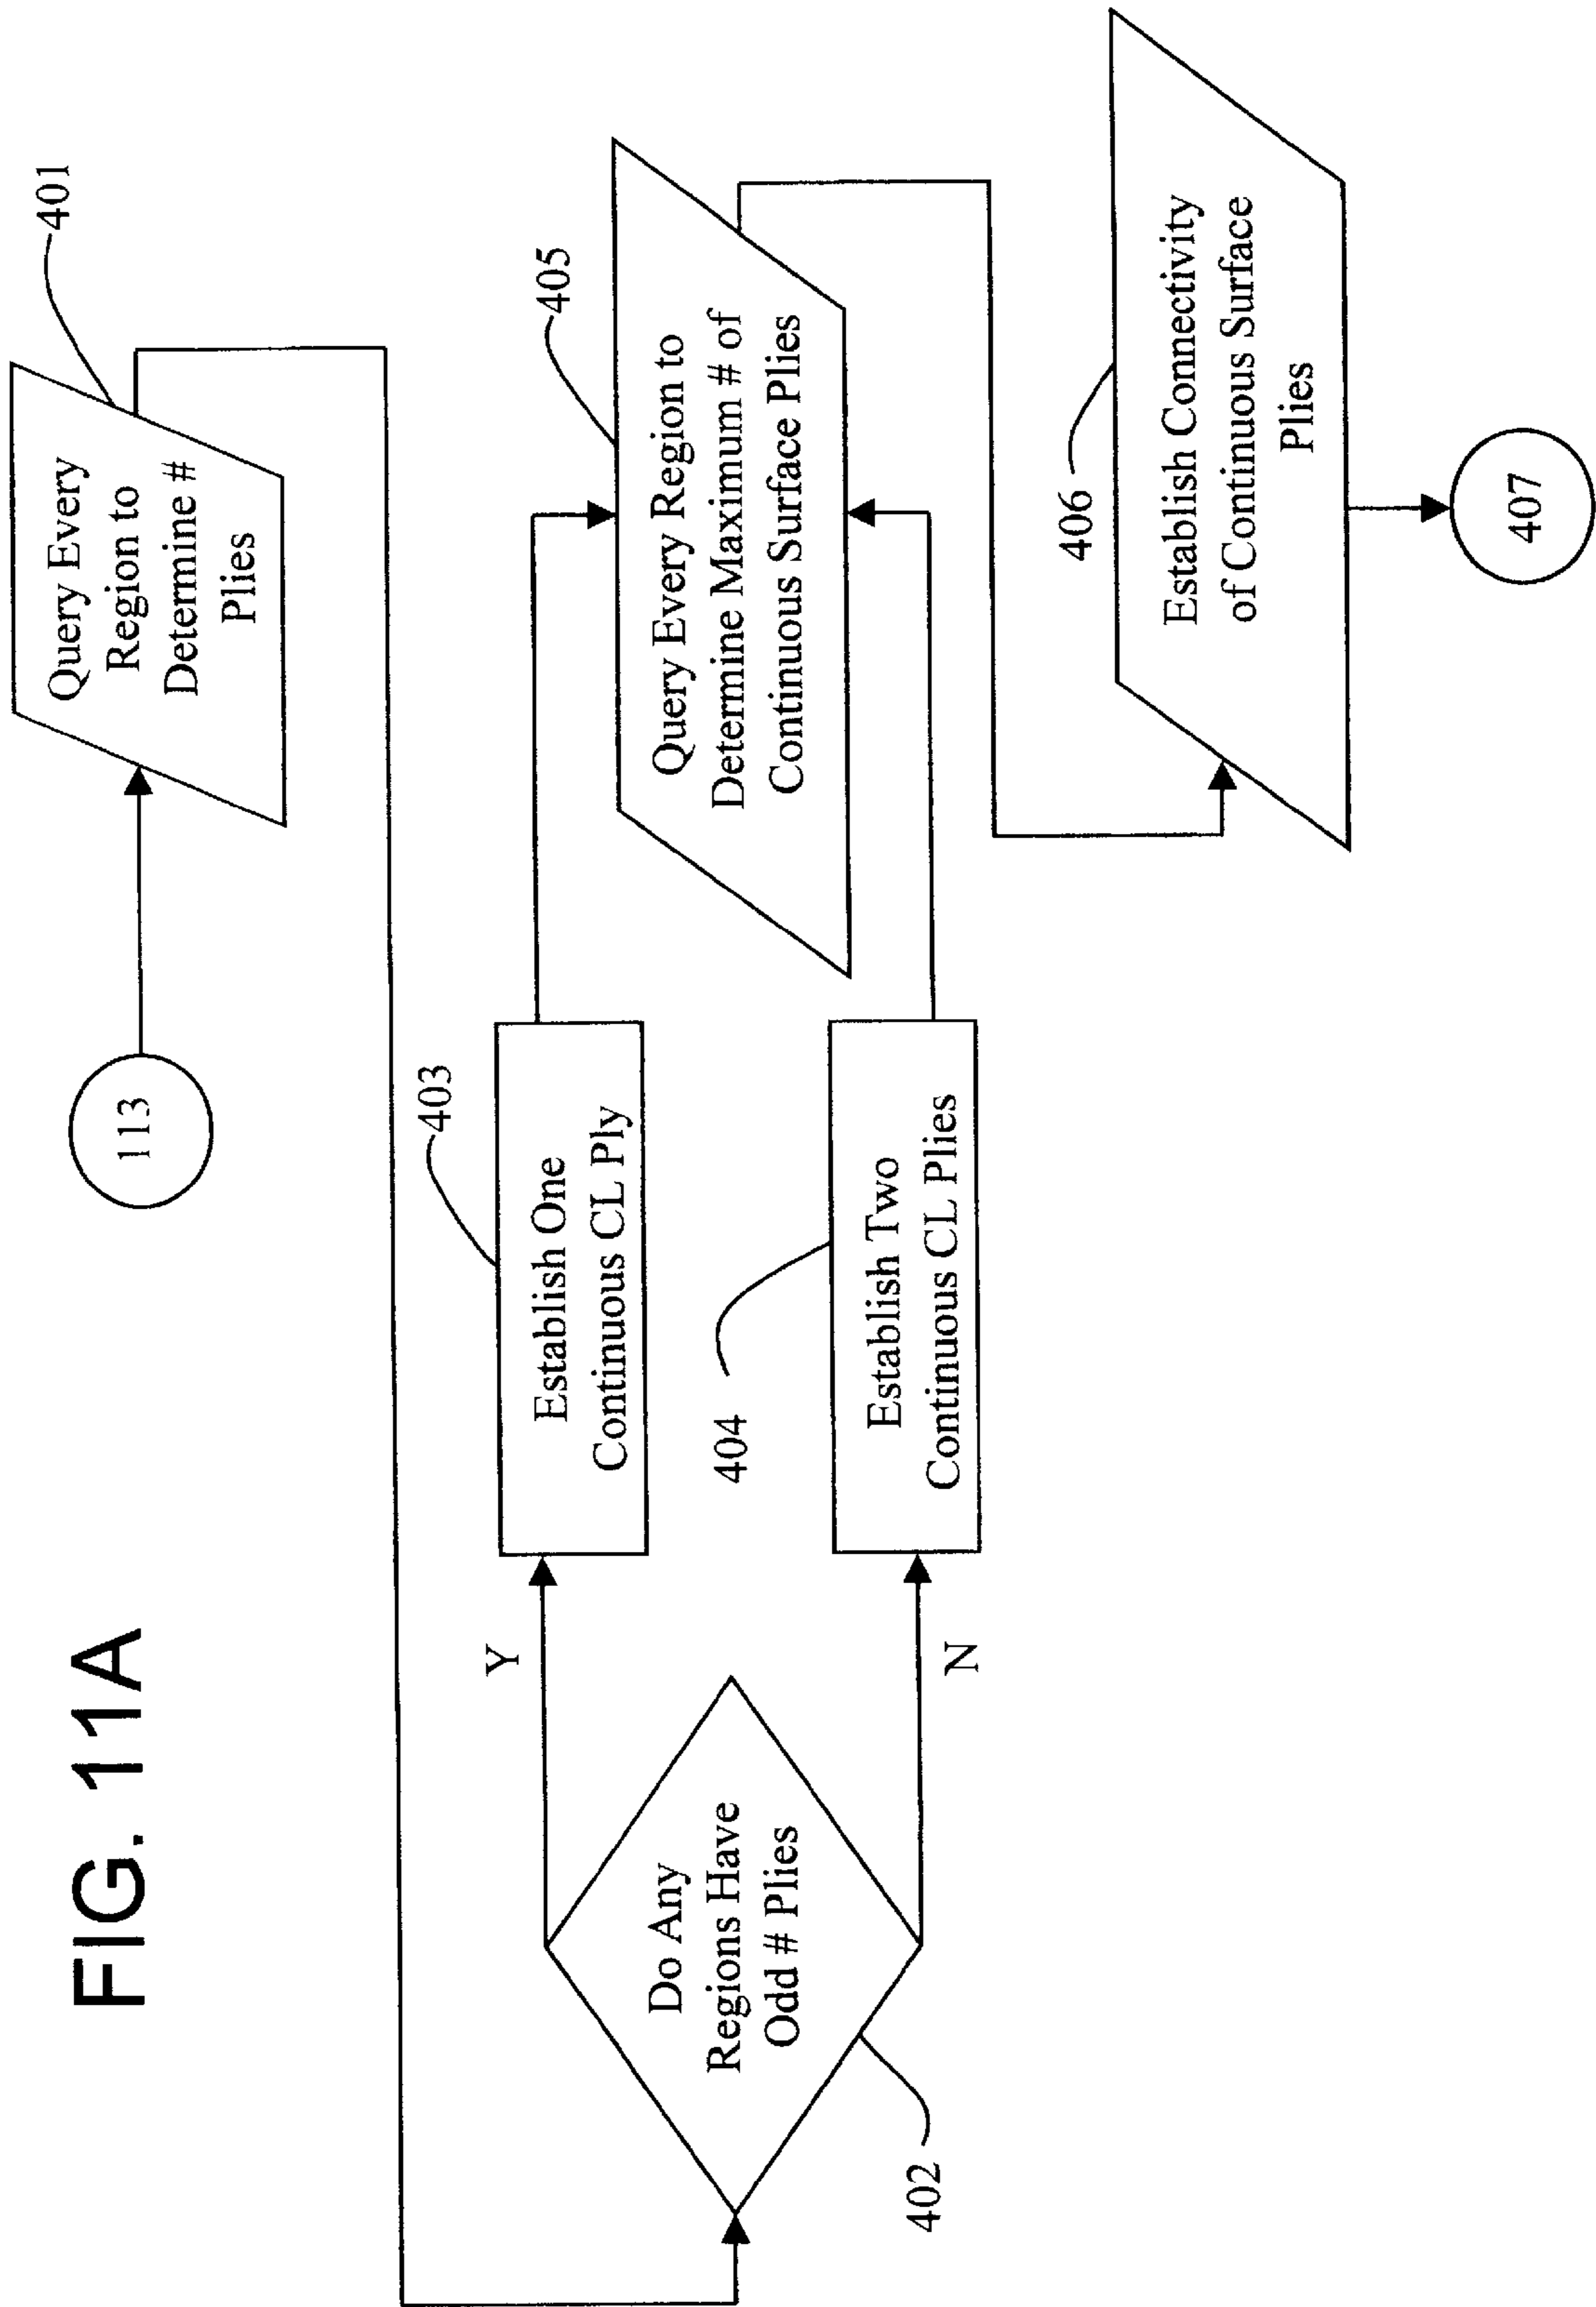 FIG. 11A
113
Query Every
Region to
Determine #
Plies
401
Do Any
Regions Have
Odd # Plies
402
Y
N
Establish One
Continuous CL Ply
403
Establish Two
Continuous CL Plies
404
Query Every Region to
Determine Maximum # of
Continuous Surface Plies
405
Establish Connectivity
of Continuous Surface
Plies
406
407